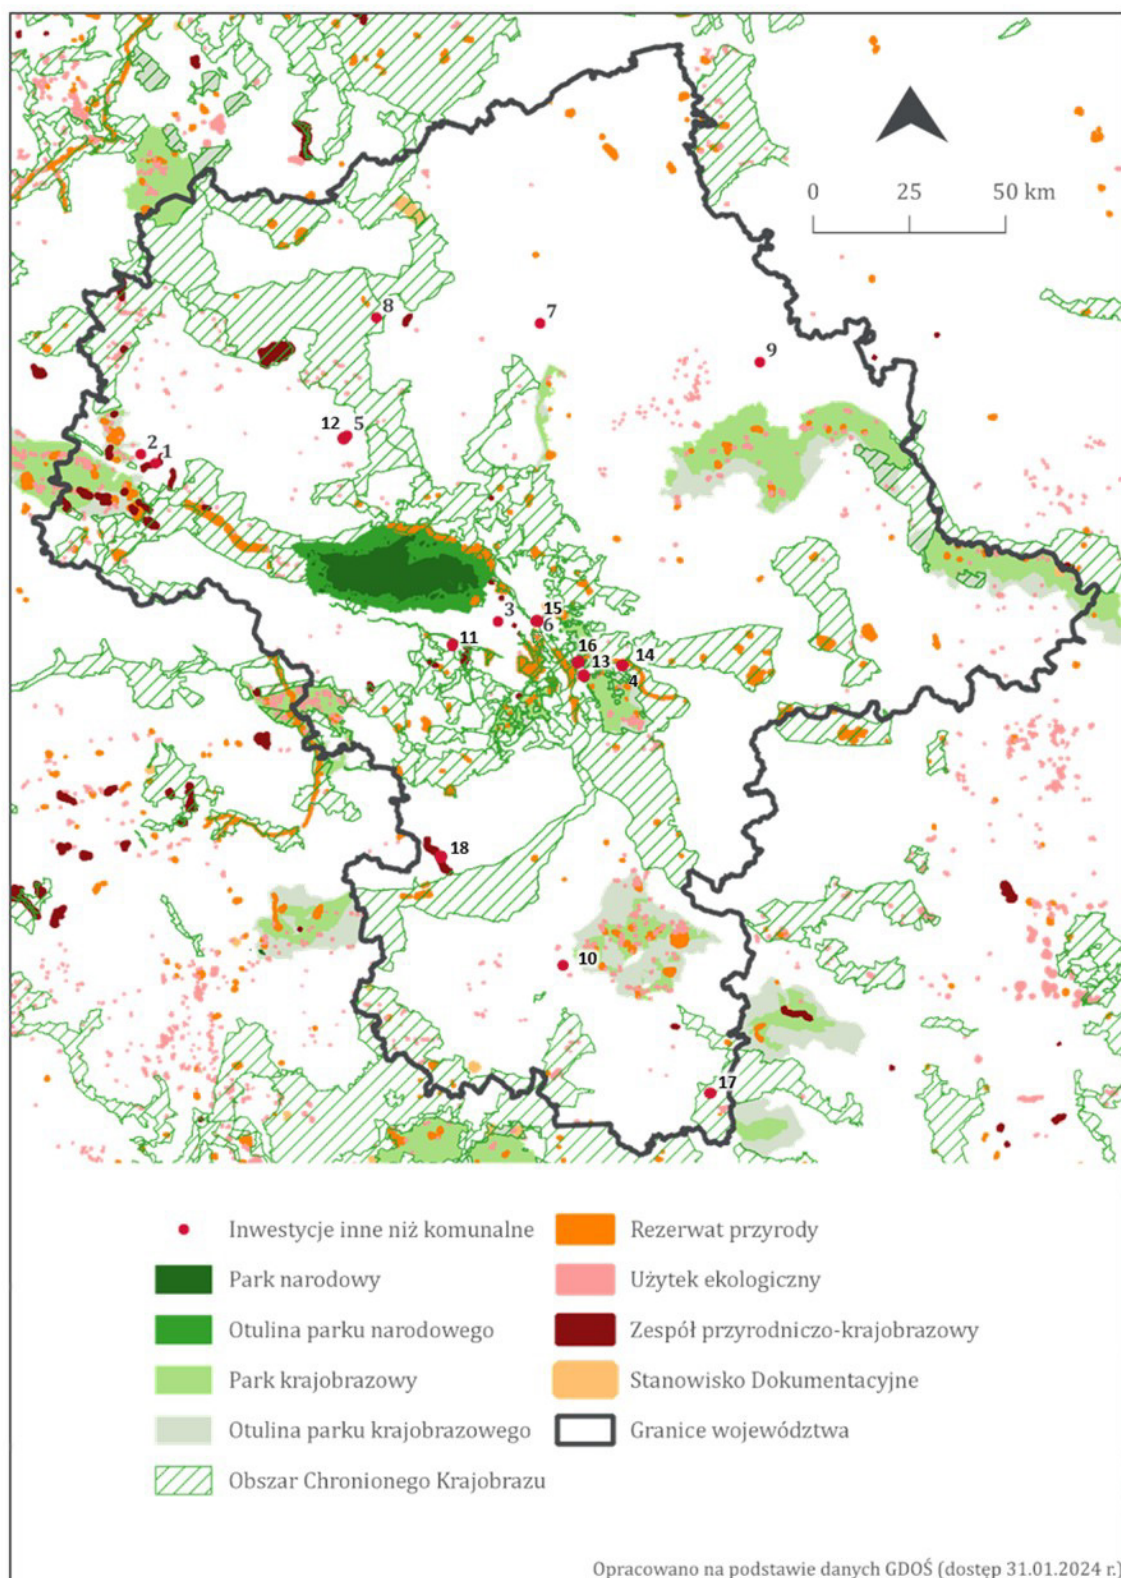 0 25 50 km
8
7
9
12 5
2 1
3 15
6
11
16 14
13
4
18
10
17
Inwestycje inne niż komunalne
Park narodowy
Otulina parku narodowego
Park krajobrazowy
Otulina parku krajobrazowego
Obszar Chronionego Krajobrazu
Rezerwat przyrody
Użytek ekologiczny
Zespół przyrodniczo-krajobrazowy
Stanowisko Dokumentacyjne
Granice województwa
Opracowano na podstawie danych GDOŚ (dostęp 31.01.2024 r.)